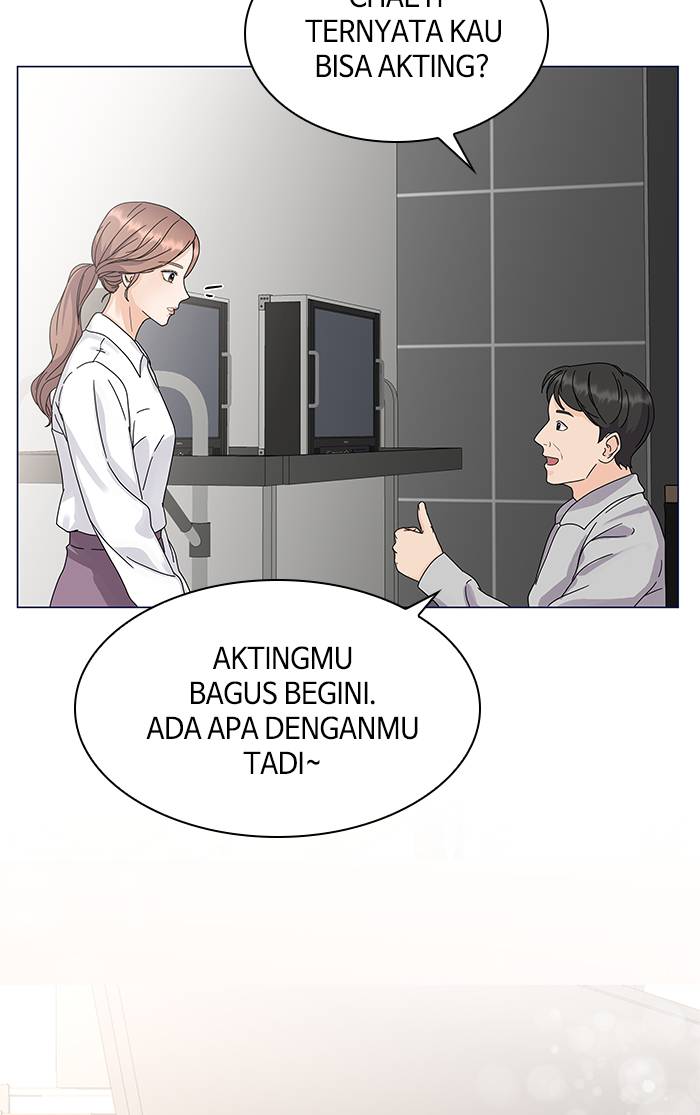 TERNYATA KAU
BISA AKTING?
AKTINGMU
BAGUS BEGINI.
ADA APA DENGANMU
TADI~